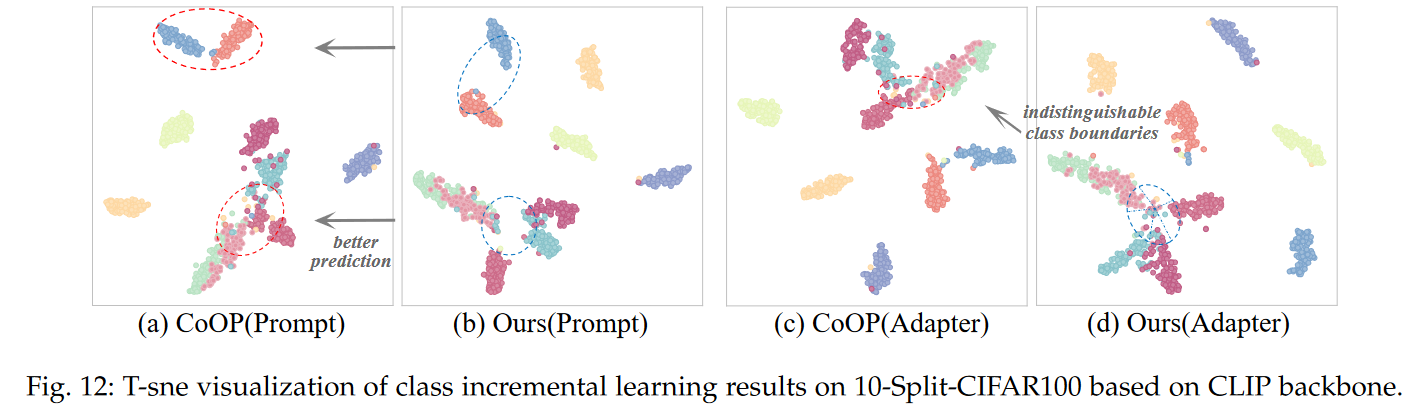 better
prediction
indistinguishable
class boundaries
(a) CoOP(Prompt)
(b) Ours(Prompt)
(c) CoOP(Adapter)
(d) Ours(Adapter)
Fig. 12: T-sne visualization of class incremental learning results on 10-Split-CIFAR100 based on CLIP backbone.